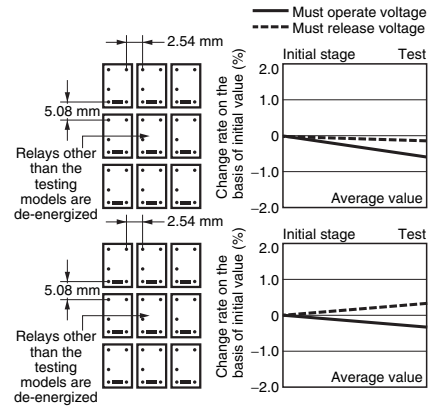 Must operate voltage
Must release voltage
2.54 mm
5.08 mm
Relays other
than the
testing
models are
de-energized
Change rate on the
basis of initial value (%)
Initial stage Test
2.0
1.0
0
−1.0
−2.0
Average value
2.54 mm
5.08 mm
Relays other
than the
testing
models are
de-energized
Change rate on the
basis of initial value (%)
Initial stage Test
2.0
1.0
0
−1.0
−2.0
Average value